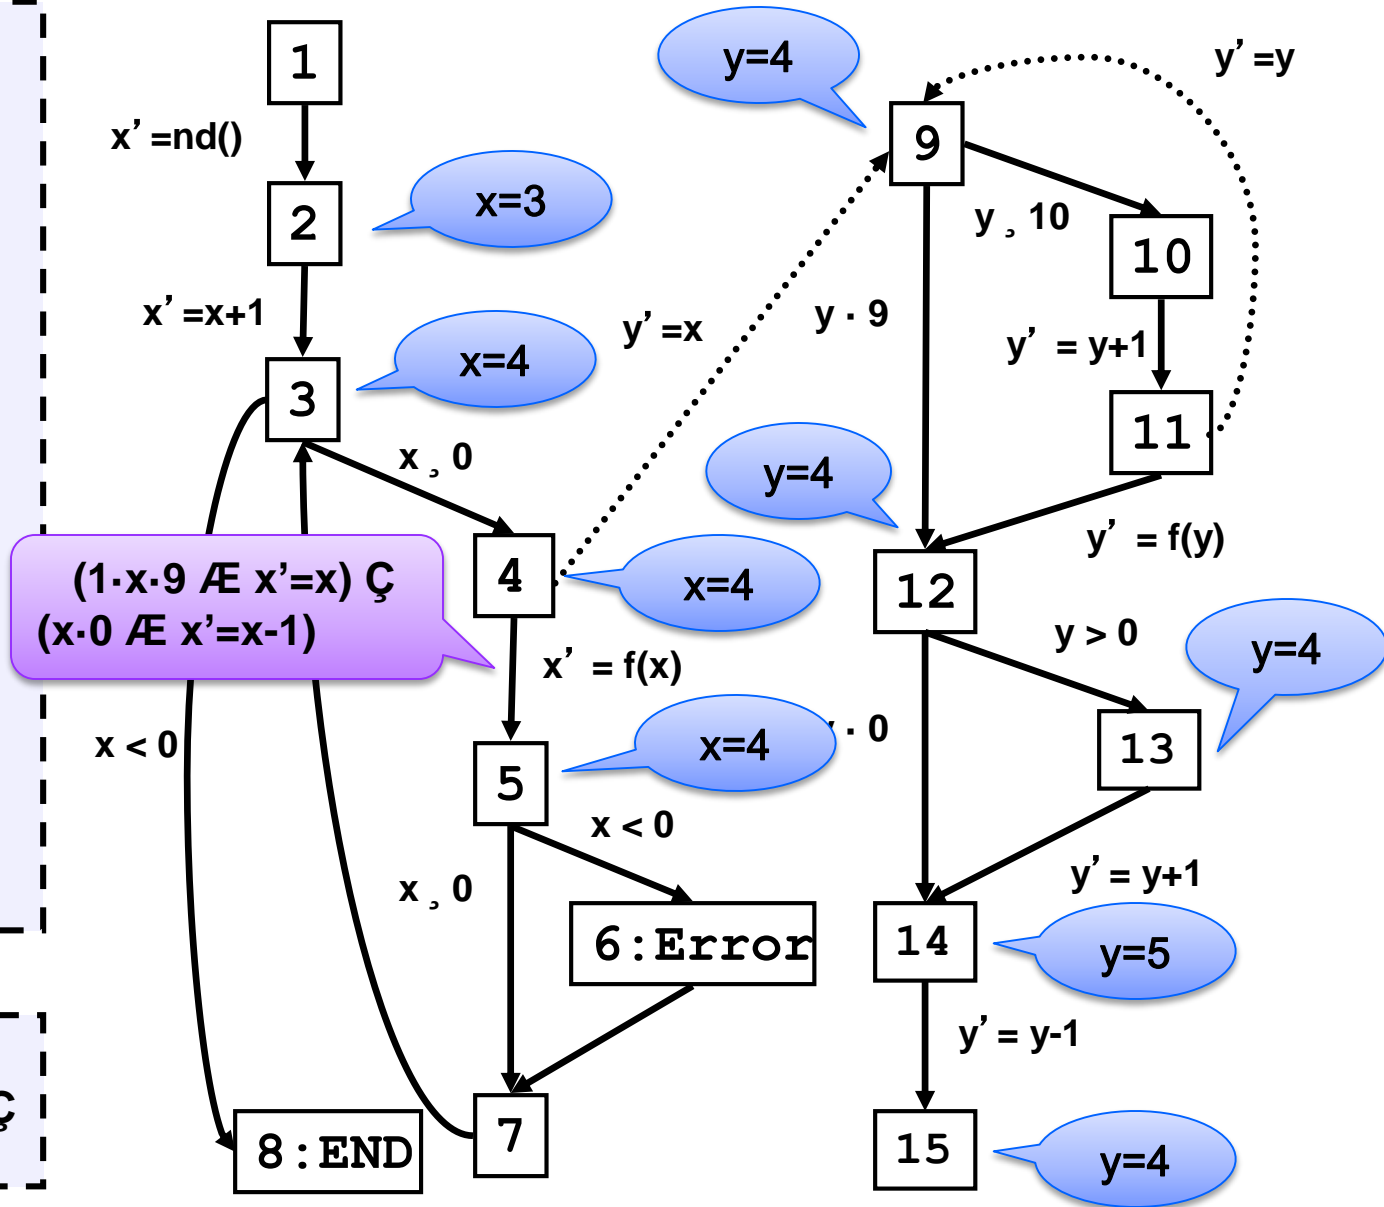 1
x’ =nd()
2
x=3
x’ =x+1
3
x=4
x ¸ 0
4
x=4
(1·x·9 Æ x’=x) Ç
(x·0 Æ x’=x-1)
x’ = f(x)
x < 0
5
x=4
x < 0
x ¸ 0
6:Error
7
8:END
Ç
y’ =x
y=4
y’ =y
9
y ¸ 10
10
y · 9
y’ = y+1
11
y=4
y’ = f(y)
12
y > 0
y=4
· 0
13
y’ = y+1
14
y=5
y’ = y-1
15
y=4